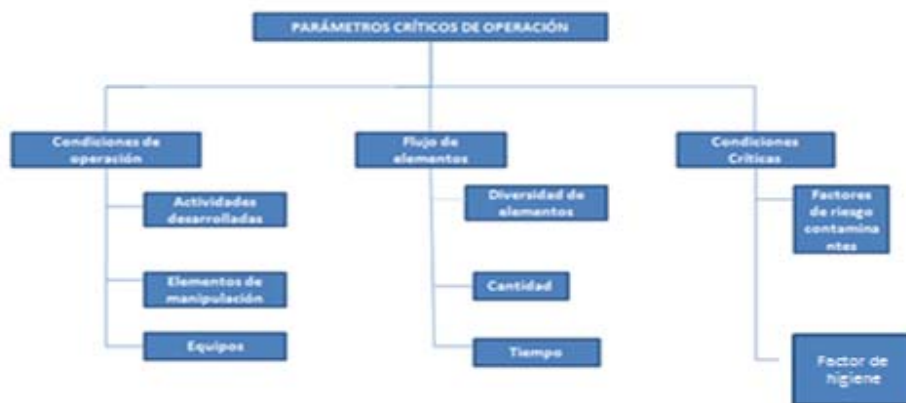 PARÁMETROS CRÍTICOS DE OPERACIÓN
Condiciones de
operación
Flujo de
elementos
Condiciones
Críticas
Actividades
desarrolladas
Diversidad de
elementos
Factores
de riesgo
contamina
ntes
Elementos de
manipulación
Cantidad
Equipos
Tiempo
Factor de
higiene